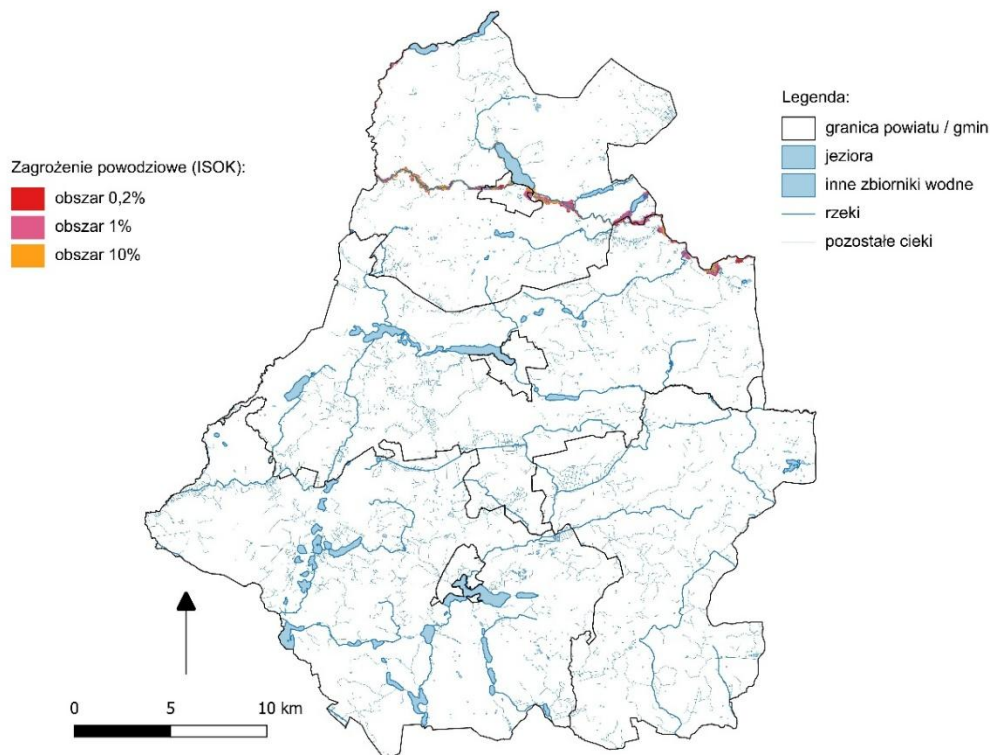 Zagrożenie powodziowe (ISOK):
obszar 0,2%
obszar 1%
obszar 10%
Legenda:
granica powiatu / gmin
jeziora
inne zbiorniki wodne
rzeki
pozostałe cieki
0 5 10 km